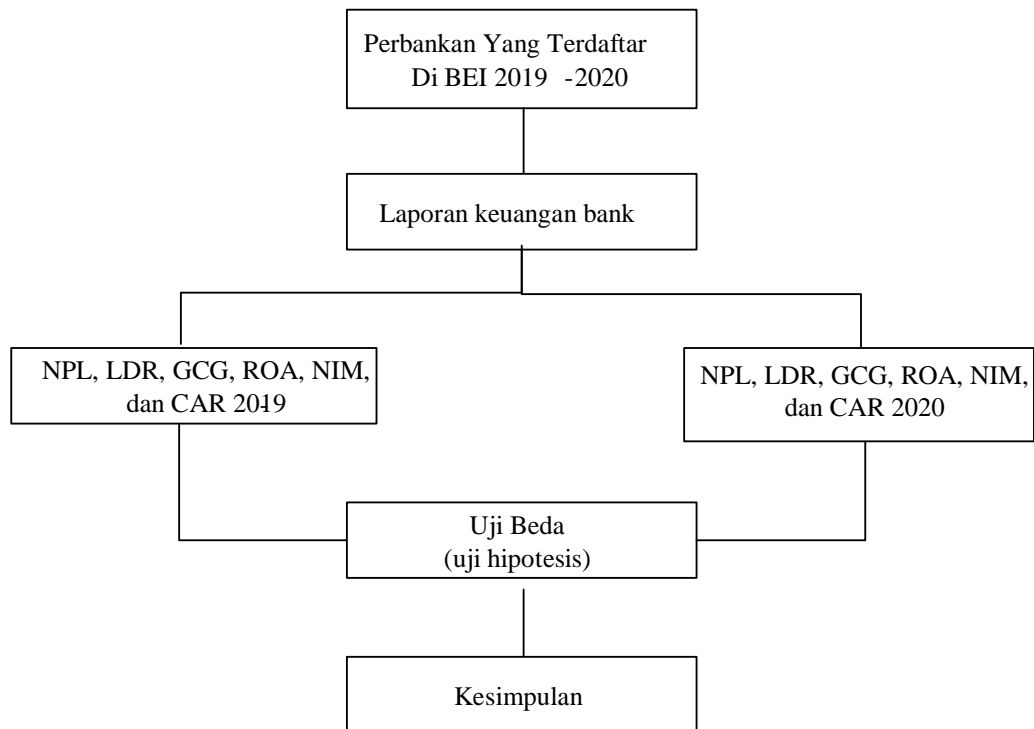 Perbankan Yang Terdaftar
Di BEI 2019 -2020
Laporan keuangan bank
NPL, LDR, GCG, ROA, NIM,
dan CAR 2019
NPL, LDR, GCG, ROA, NIM,
dan CAR 2020
Uji Beda
(uji hipotesis)
Kesimpulan